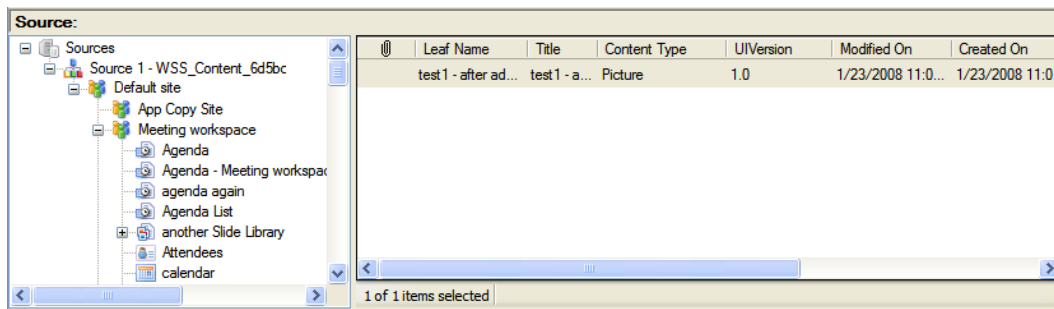 Source:
Sources
Source 1 - WSS_Content_6d5bc
Default site
App Copy Site
Meeting workspace
Agenda
Agenda - Meeting workspac
agenda again
Agenda List
another Slide Library
Attendees
calendar
Leaf Name Title Content Type UIVersion Modified On Created On
test1 - after ad... test1 - a... Picture 1.0 1/23/2008 11:0... 1/23/2008 11:0
1 of 1 items selected